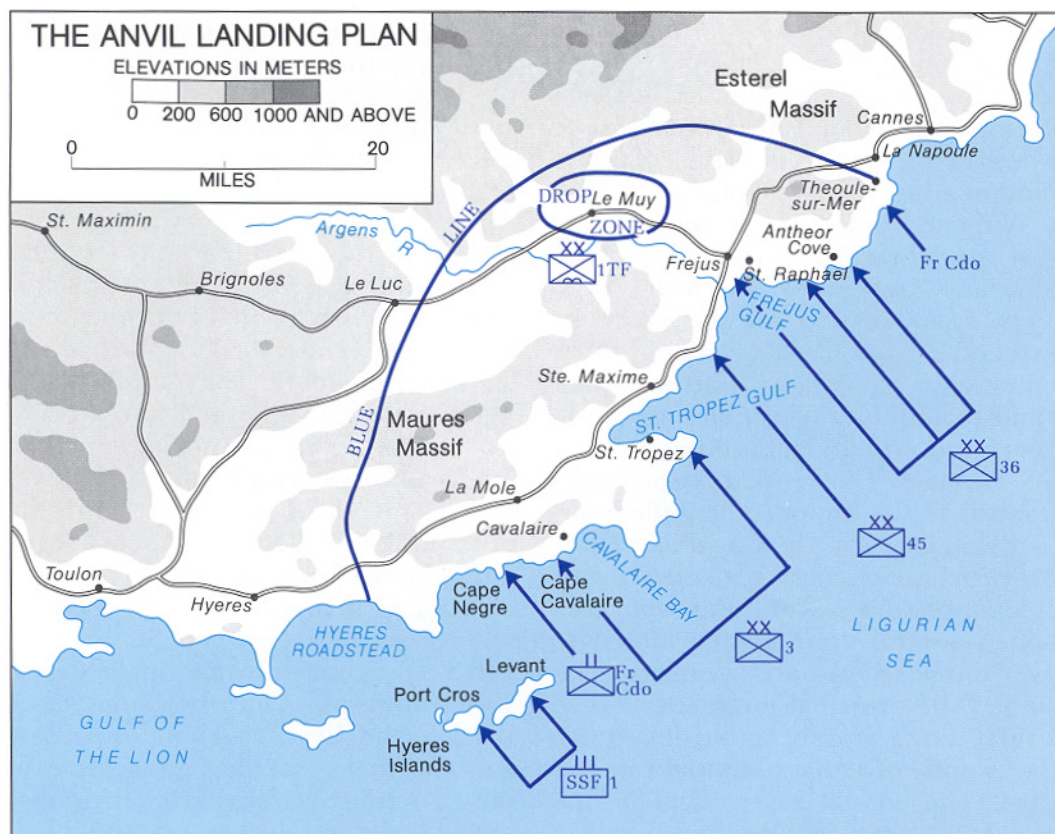 THE ANVIL LANDING PLAN
ELEVATIONS IN METERS
0 200 600 1000 AND ABOVE
0 20
MILES
Esterel
Massif
Cannes
La Napoule
Theoule-
sur-Mer
Antheor
Cove
Fr Cdo
St. Maximin
Argens
R
LINE
DROP
Le Muy
ZONE
XX
1TF
Frejus
St. Raphael
FREJUS
GULF
Brignoles
Le Luc
Ste. Maxime
ST. TROPEZ GULF
St. Tropez
BLUE
Maures
Massif
XX
36
La Mole
XX
45
Cavalaire
CAVALAIRE BAY
Toulon
Hyeres
Cape
Negre
Cape
Cavalaire
HYERES
ROADSTEAD
XX
3
LIGURIAN
SEA
Levant
II
Fr
Cdo
Port Cros
Hyeres
Islands
GULF OF
THE LION
III
SSF 1